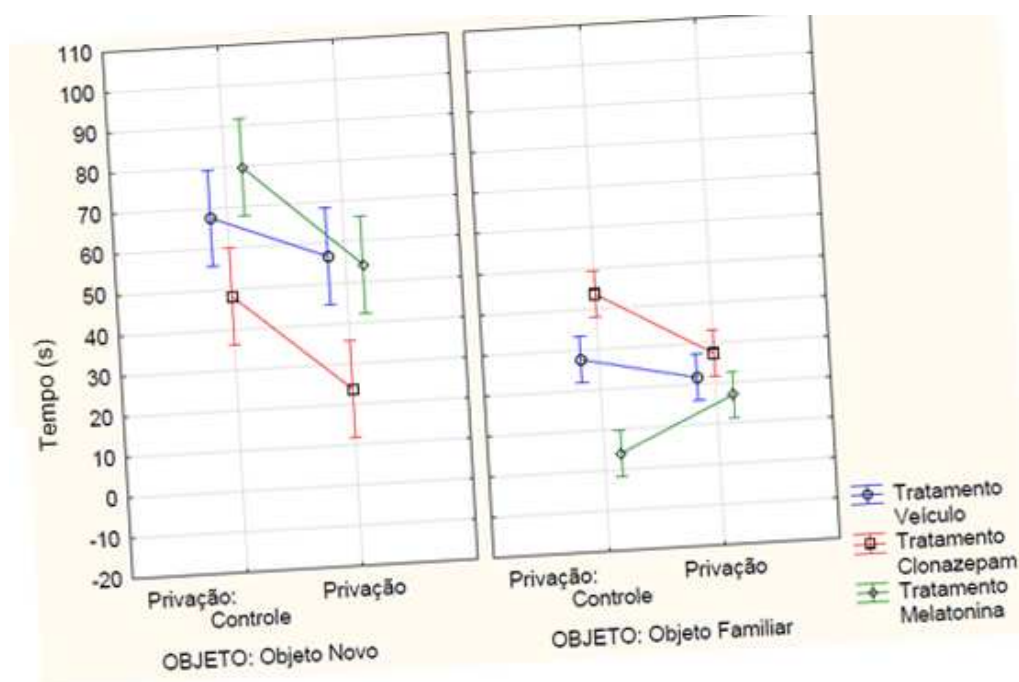 110
100
90
80
70
60
50
40
30
20
10
0
-10
-20
Tempo (s)
Privação:
Controle
Privação
OBJETO: Objeto Novo
Privação:
Controle
Privação
OBJETO: Objeto Familiar
Tratamento
Veículo
Tratamento
Clonazepam
Tratamento
Melatonina